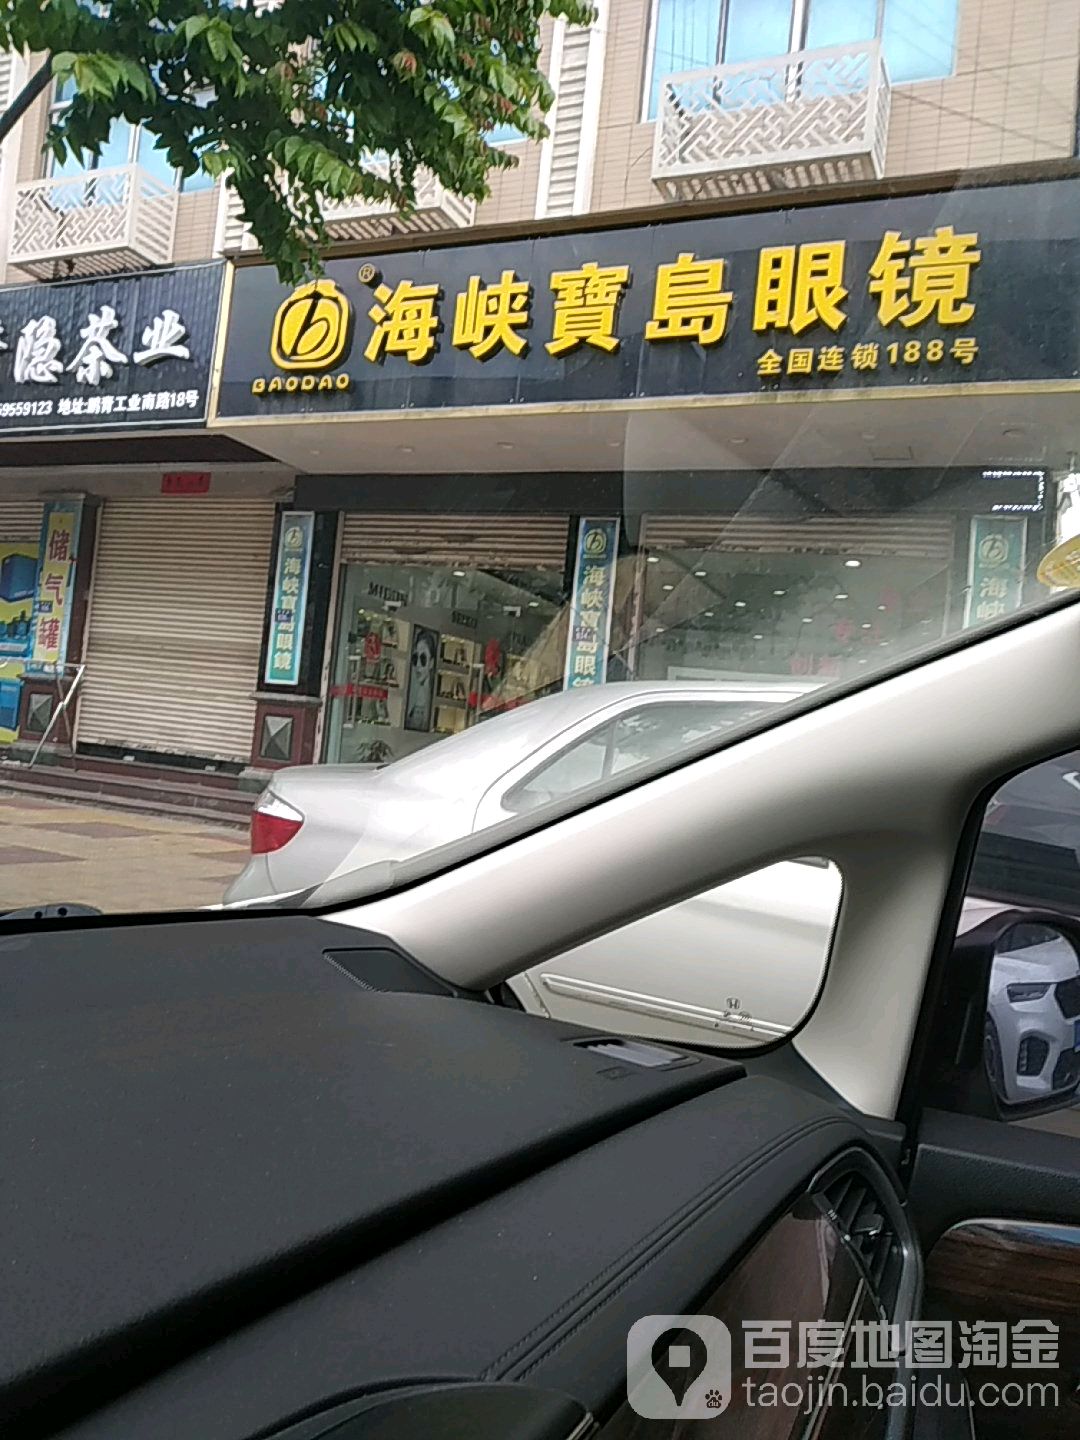 隐茶业
59559123 地址:鹏青工业南路18号
®
海峡寶島眼镜
BAODAO
全国连锁188号
储气罐
海峡寶島眼鏡
海峡寶島眼鏡
海峡
百度地图淘金
taojin.baidu.com